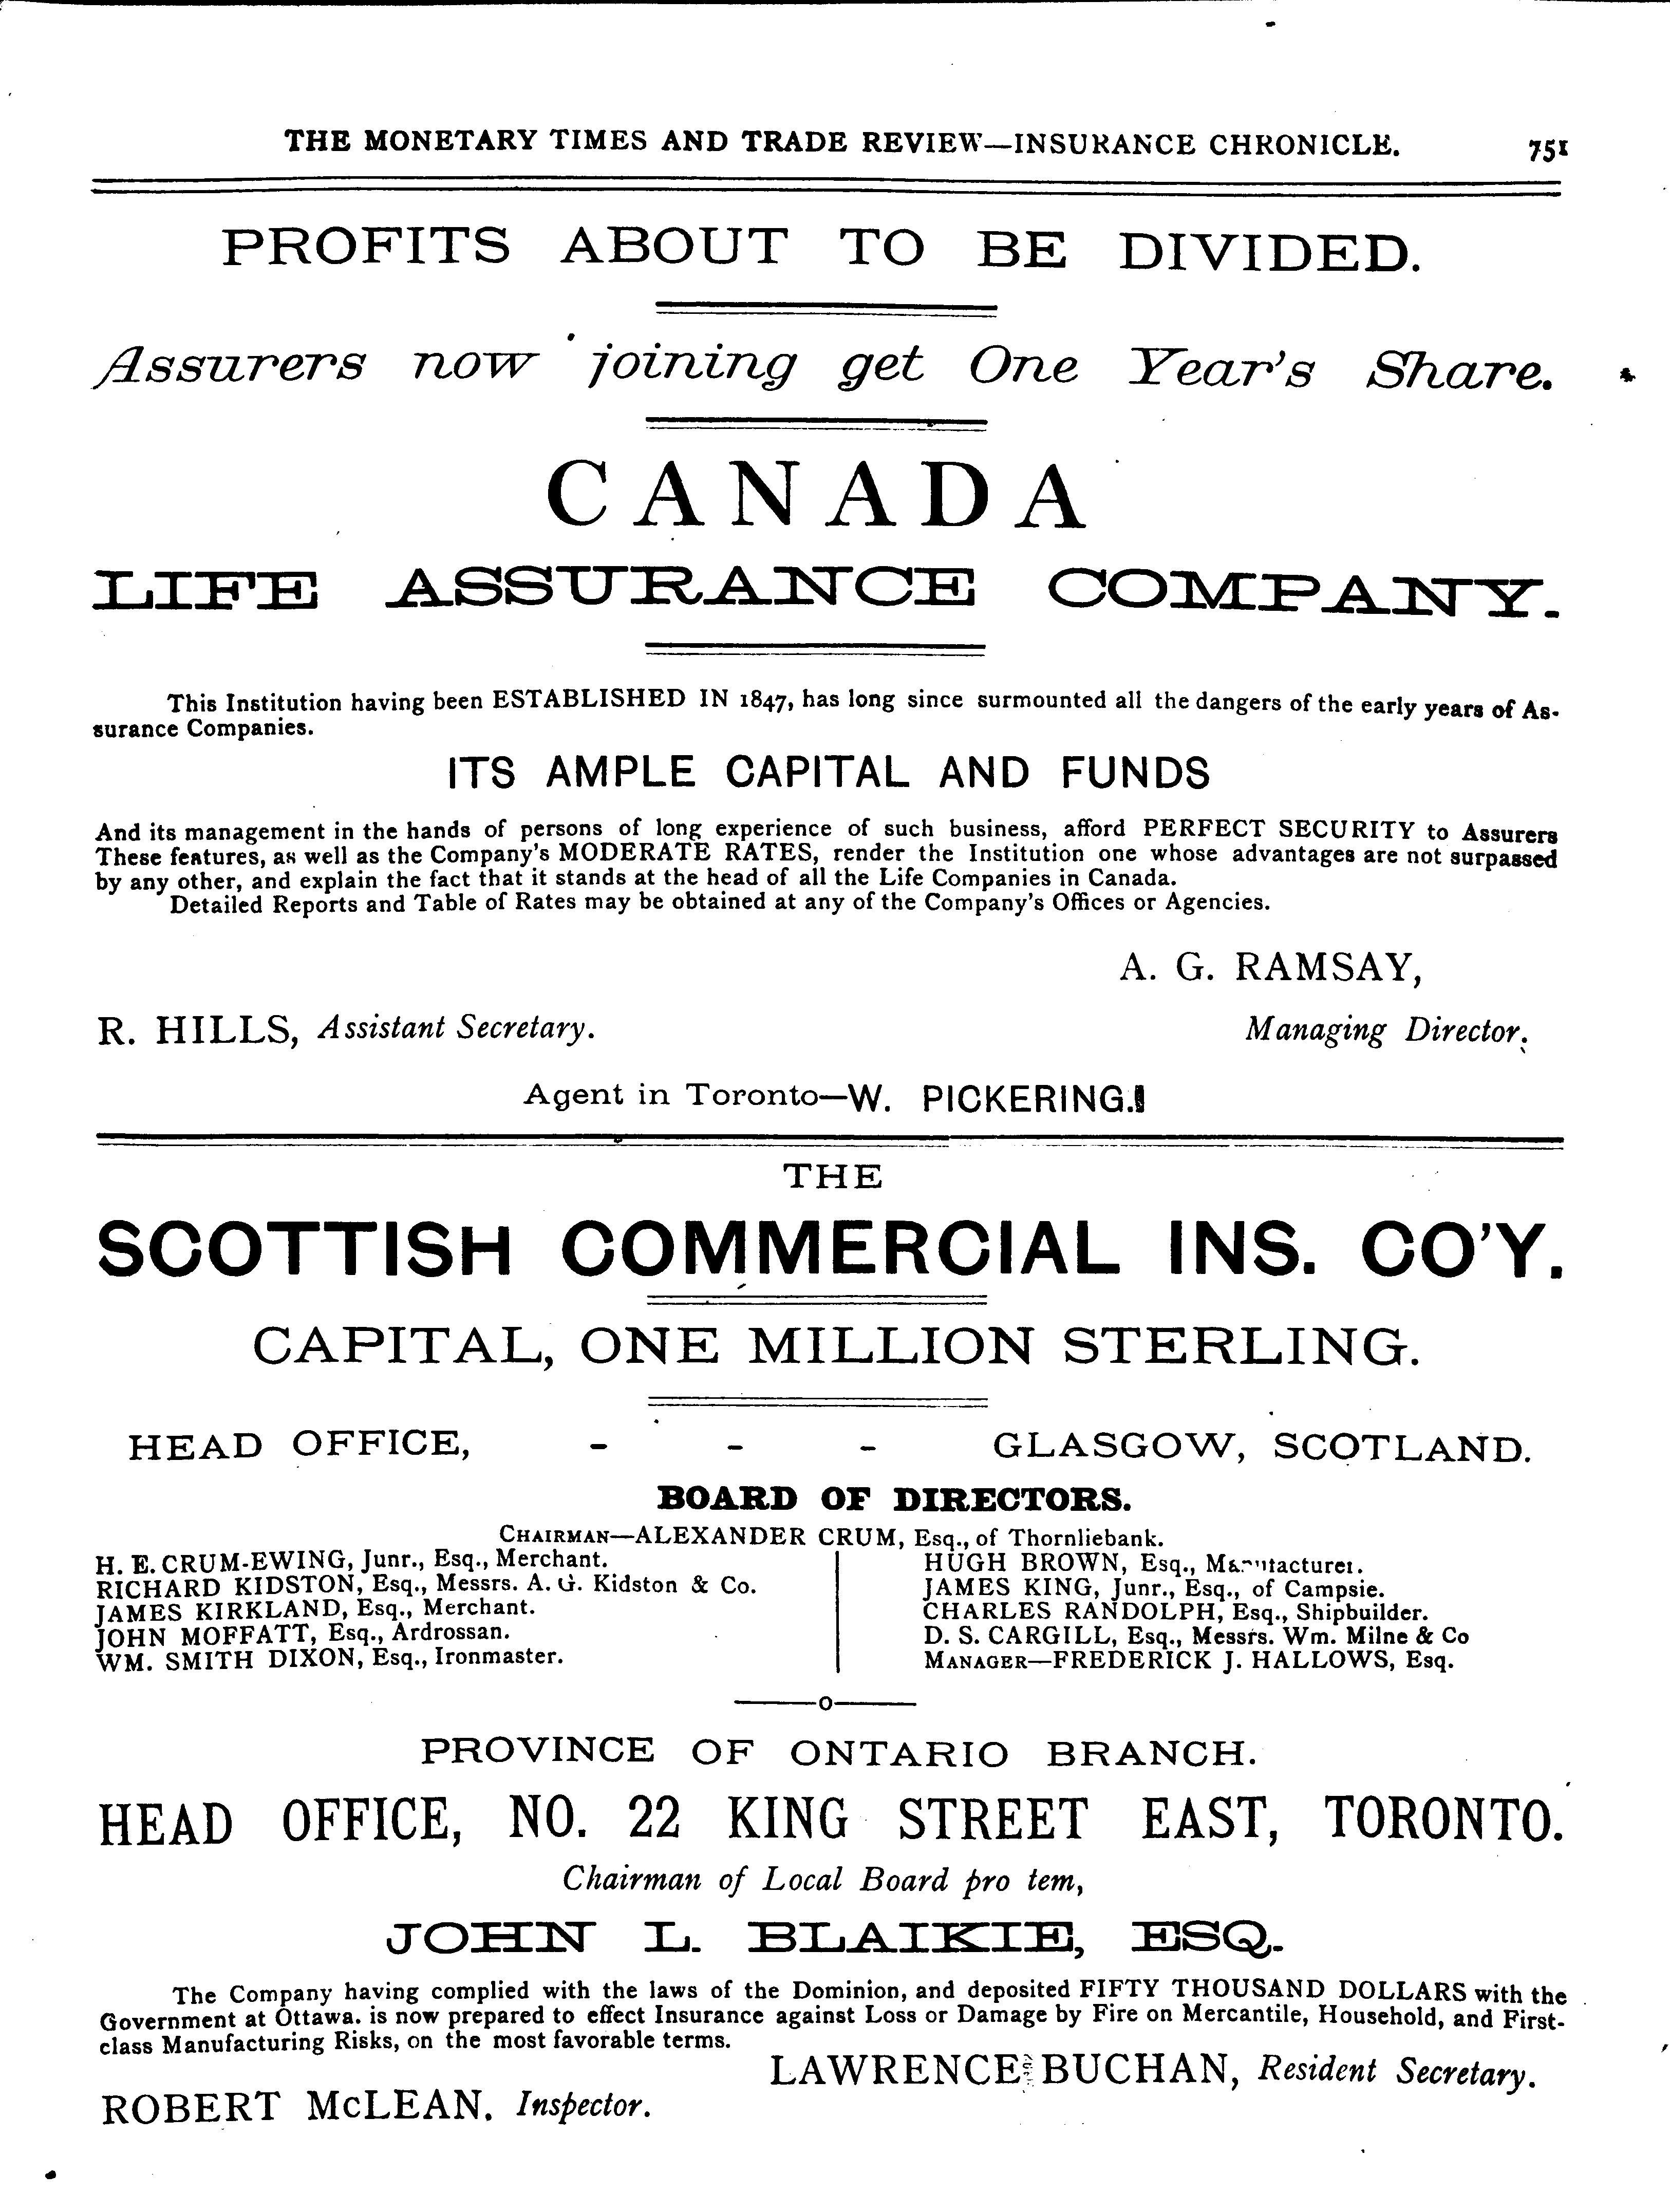 THE MONETARY TIMES AND TRADE REVIEW—INSURANCE CHRONICLE. 751
PROFITS ABOUT TO BE DIVIDED.
Assurers now joining get One Year's Share.
CANADA
LIFE ASSURANCE COMPANY.
This Institution having been ESTABLISHED IN 1847, has long since surmounted all the dangers of the early years of As-
surance Companies.
ITS AMPLE CAPITAL AND FUNDS
And its management in the hands of persons of long experience of such business, afford PERFECT SECURITY to Assurers
These features, as well as the Company's MODERATE RATES, render the Institution one whose advantages are not surpassed
by any other, and explain the fact that it stands at the head of all the Life Companies in Canada.
Detailed Reports and Table of Rates may be obtained at any of the Company's Offices or Agencies.
A. G. RAMSAY,
R. HILLS, Assistant Secretary. Managing Director.
Agent in Toronto—W. PICKERING.
THE
SCOTTISH COMMERCIAL INS. CO'Y.
CAPITAL, ONE MILLION STERLING.
HEAD OFFICE, - - - GLASGOW, SCOTLAND.
BOARD OF DIRECTORS.
CHAIRMAN—ALEXANDER CRUM, Esq., of Thornliebank.
H. E. CRUM-EWING, Junr., Esq., Merchant.
RICHARD KIDSTON, Esq., Messrs. A. G. Kidston & Co.
JAMES KIRKLAND, Esq., Merchant.
JOHN MOFFATT, Esq., Ardrossan.
WM. SMITH DIXON, Esq., Ironmaster.
HUGH BROWN, Esq., Manufacturer.
JAMES KING, Junr., Esq., of Campsie.
CHARLES RANDOLPH, Esq., Shipbuilder.
D. S. CARGILL, Esq., Messrs. Wm. Milne & Co
MANAGER—FREDERICK J. HALLOWS, Esq.
PROVINCE OF ONTARIO BRANCH.
HEAD OFFICE, NO. 22 KING STREET EAST, TORONTO.
Chairman of Local Board pro tem,
JOHN L. BLAIKIE, ESQ.
The Company having complied with the laws of the Dominion, and deposited FIFTY THOUSAND DOLLARS with the
Government at Ottawa. is now prepared to effect Insurance against Loss or Damage by Fire on Mercantile, Household, and First-
class Manufacturing Risks, on the most favorable terms.
LAWRENCE BUCHAN, Resident Secretary.
ROBERT McLEAN. Inspector.